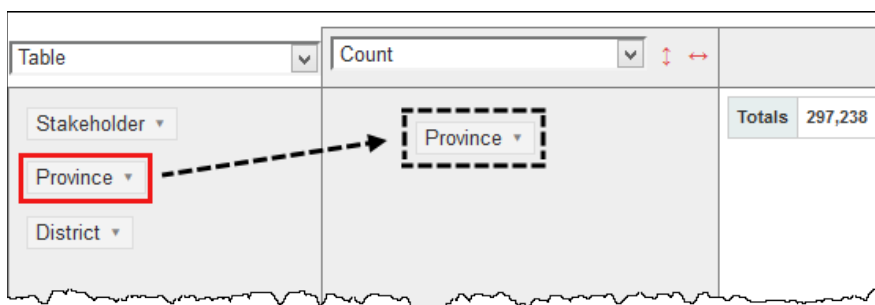 Table
Count
Stakeholder
Province
District
Province
Totals 297,238